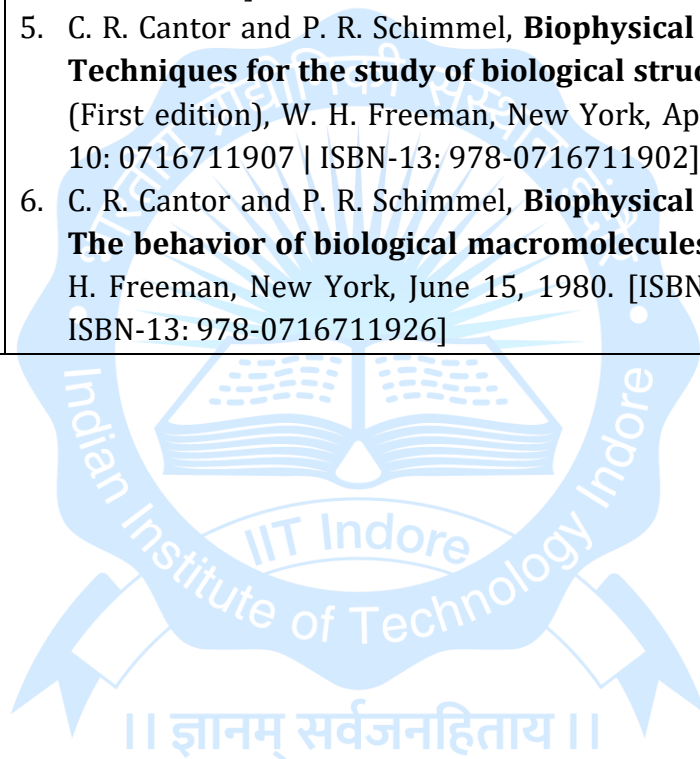 5. C. R. Cantor and P. R. Schimmel, Biophysical
Techniques for the study of biological
(First edition), W. H. Freeman, New York,
10: 0716711907 | ISBN-13: 978-0716711902]
6. C. R. Cantor and P. R. Schimmel, Biophysical
The behavior of biological macromolecules
H. Freeman, New York, June 15, 1980. [ISBN
ISBN-13: 978-0716711926]
भारतीय प्रौद्योगिकी संस्थान इंदौर
IIT Indore
Indian Institute of Technology Indore
।। ज्ञानम् सर्वजनहिताय ।।